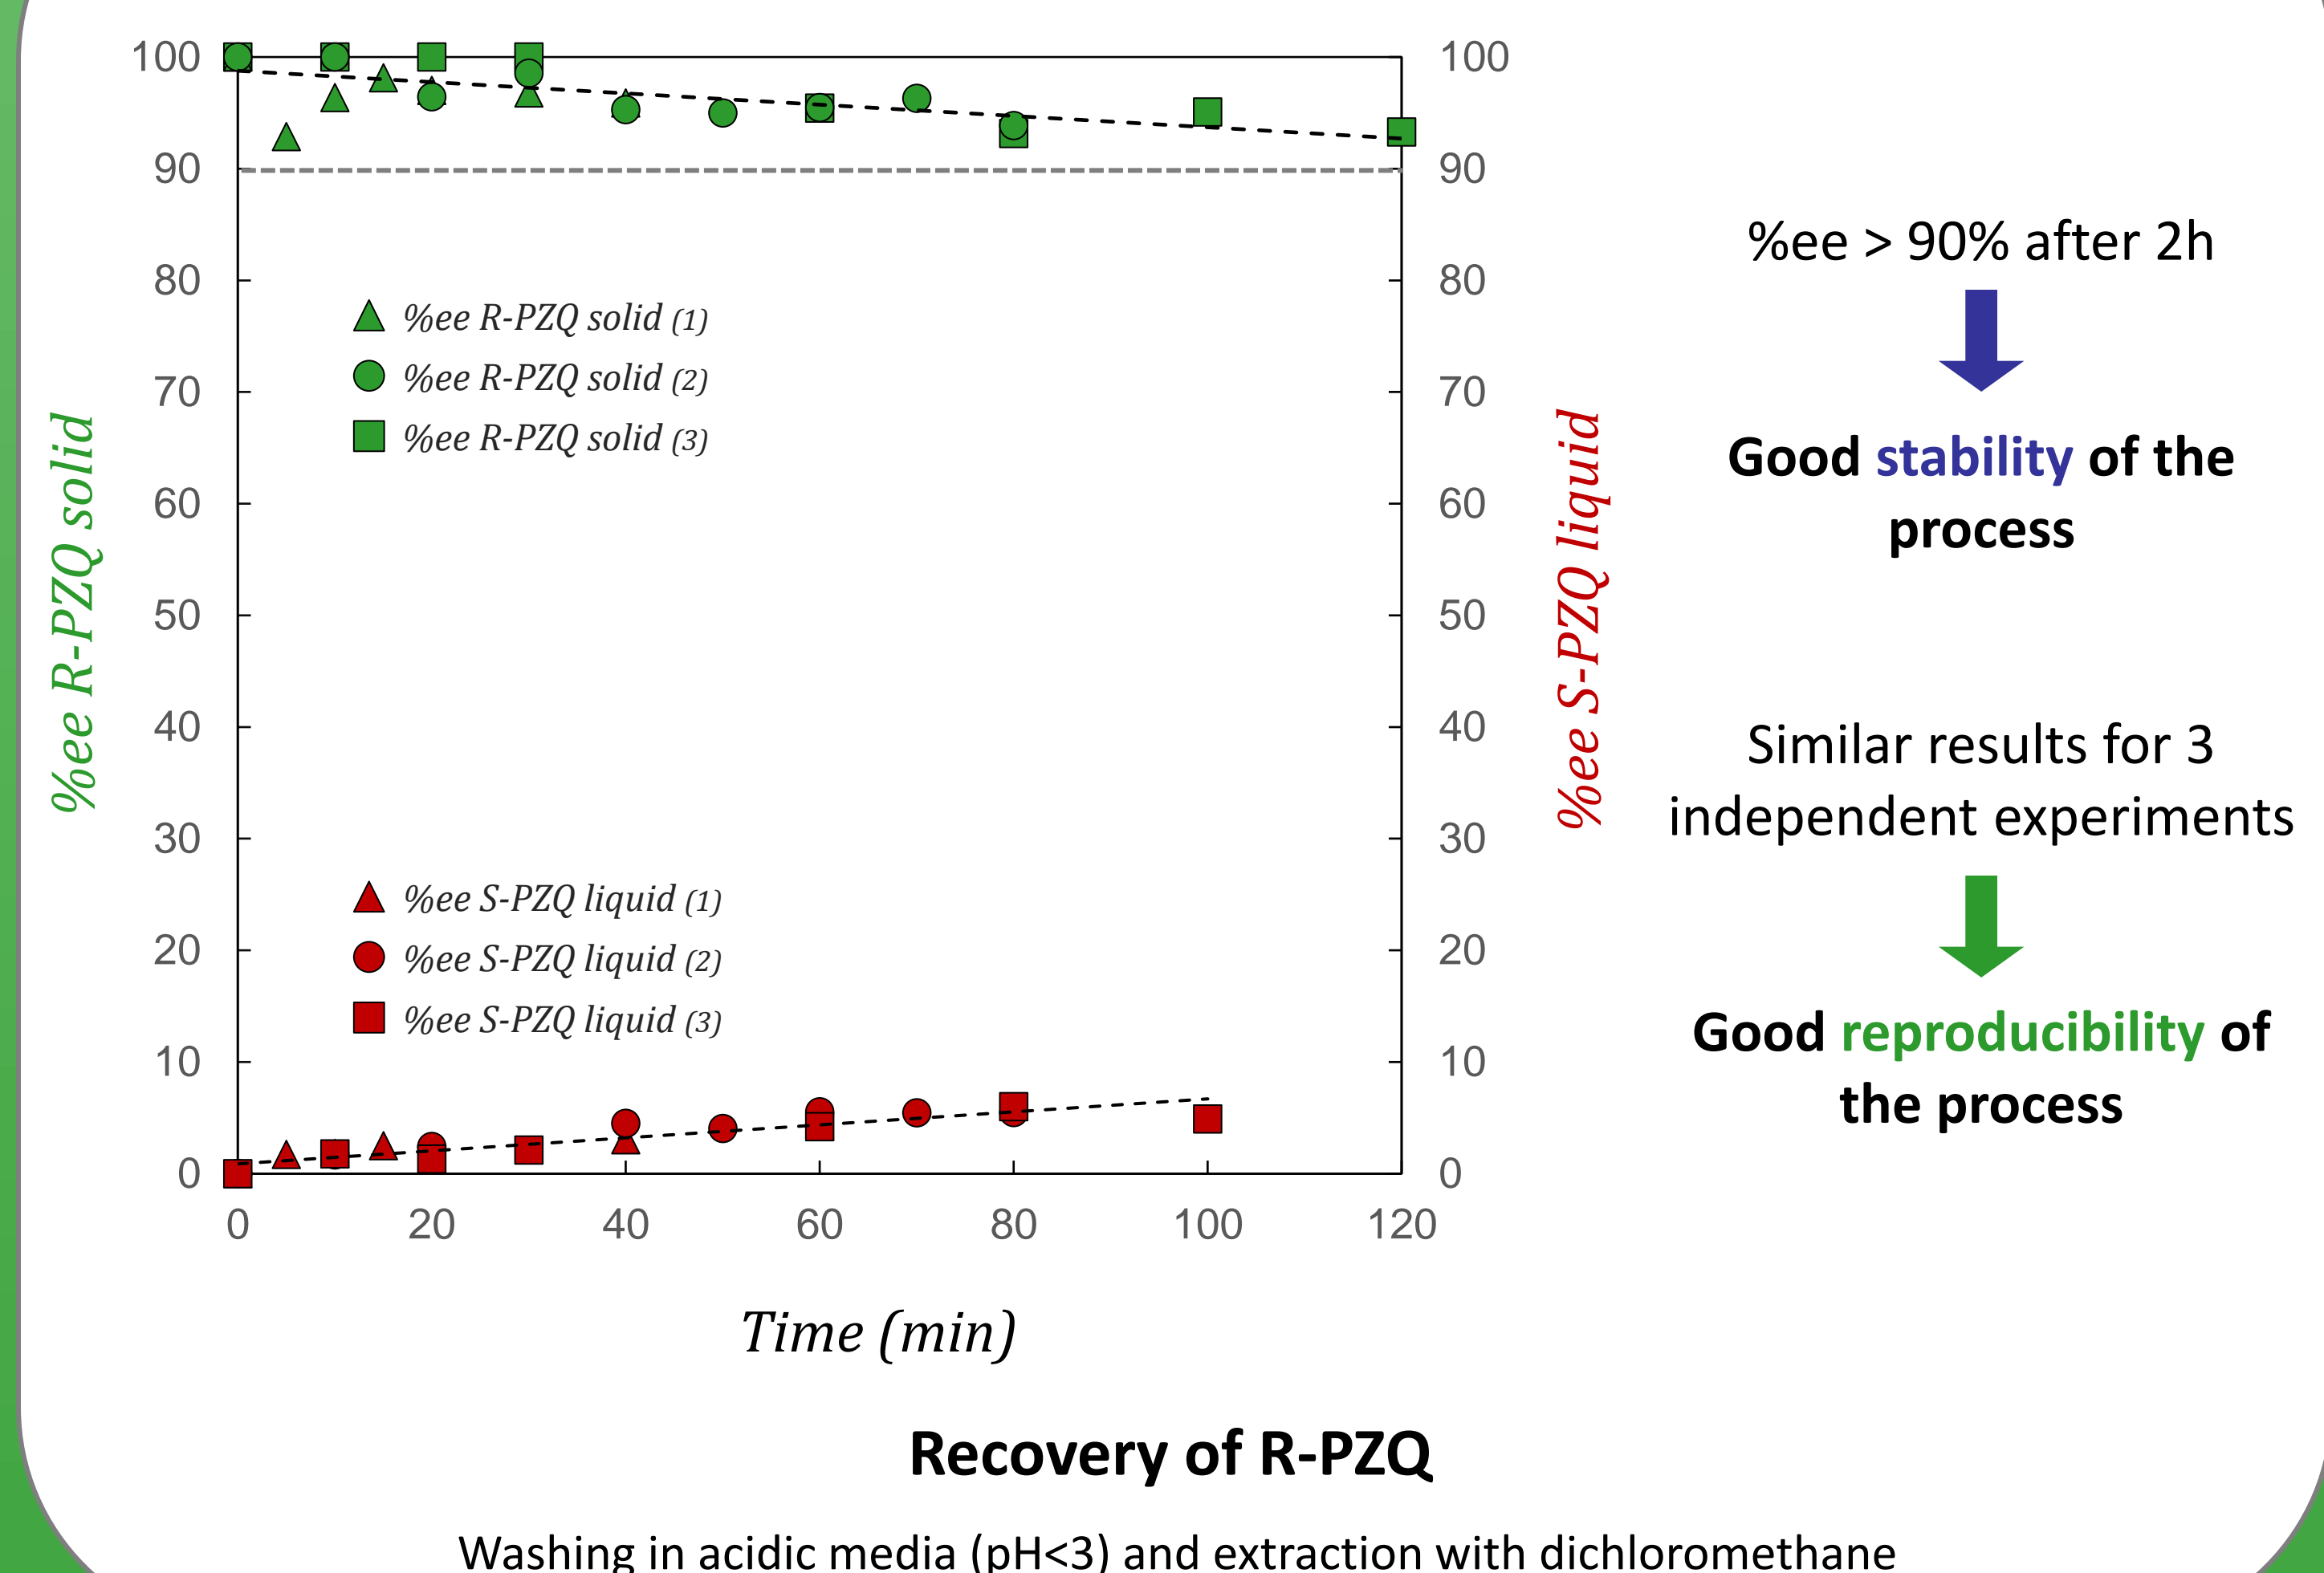 100
90
80
70
60
50
40
30
20
10
0
%ee R-PZQ solid
%ee R-PZQ solid (1)
%ee R-PZQ solid (2)
%ee R-PZQ solid (3)
%ee S-PZQ liquid (1)
%ee S-PZQ liquid (2)
%ee S-PZQ liquid (3)
0 20 40 60 80 100 120
Time (min)
100
90
80
70
60
50
40
30
20
10
0
%ee S-PZQ liquid
%ee > 90% after 2h
Good stability of the
process
Similar results for 3
independent experiments
Good reproducibility of
the process
Recovery of R-PZQ
Washing in acidic media (pH<3) and extraction with dichloromethane